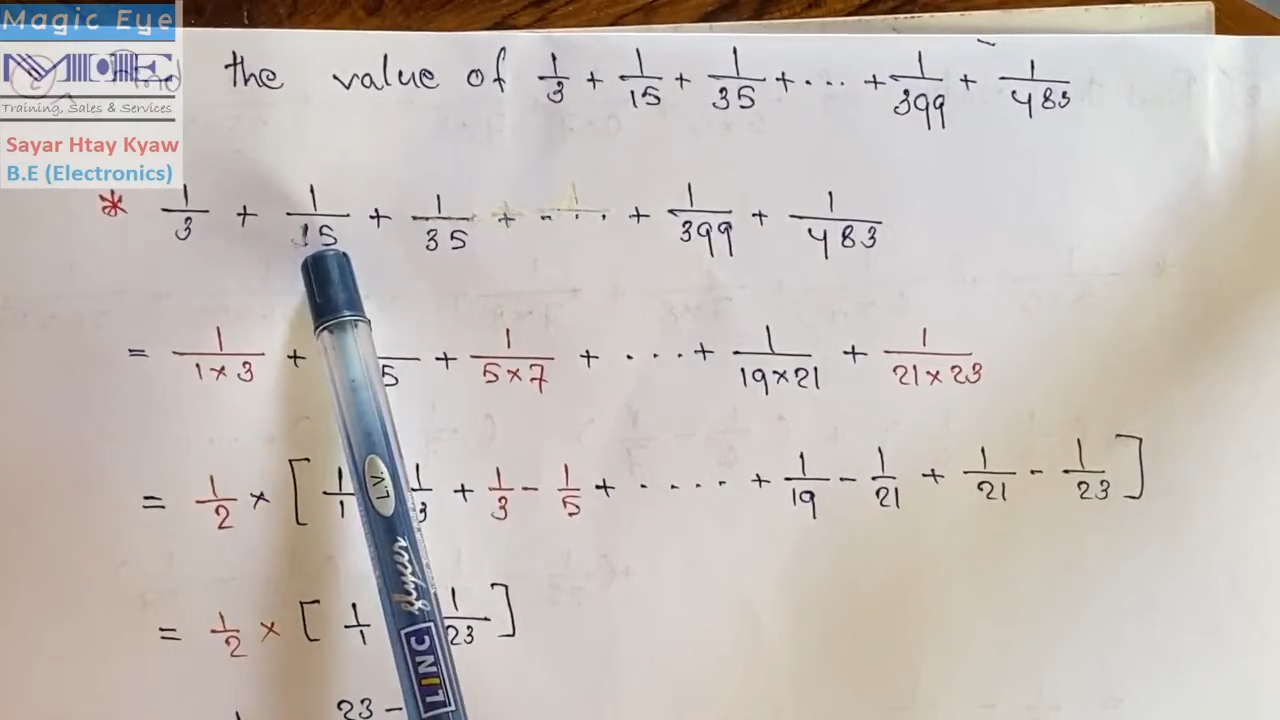 Magic Eye
MOE
Training, Sales & Services
Sayar Htay Kyaw
B.E (Electronics)
the value of 1/3 + 1/15 + 1/35 + ... + 1/399 + 1/483
* 1/3 + 1/15 + 1/35 + ... + 1/399 + 1/483
= 1/(1×3) + 5 + 1/(5×7) + ... + 1/(19×21) + 1/(21×23)
= 1/2 × [ 1/1 1/3 + 1/3 - 1/5 + ..... + 1/19 - 1/21 + 1/21 - 1/23 ]
= 1/2 × [ 1/1 1/23 ]
23 -
L.V.
glycer
LINC